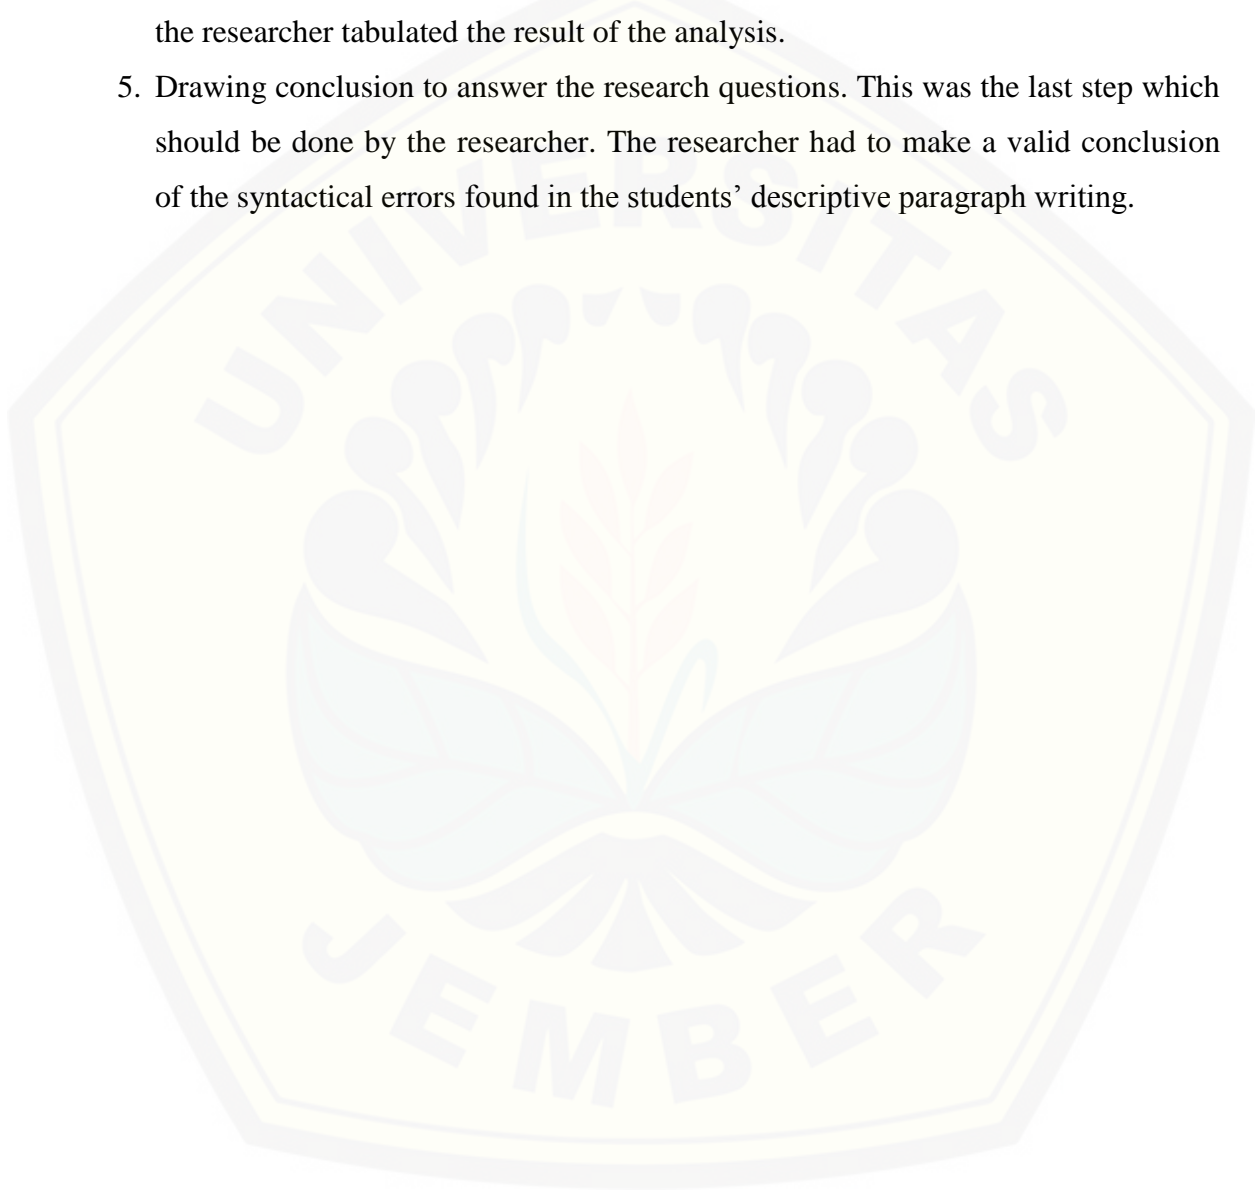 the researcher tabulated the result of the analysis.
5. Drawing conclusion to answer the research questions. This was the last step which
should be done by the researcher. The researcher had to make a valid conclusion
of the syntactical errors found in the students’ descriptive paragraph writing.
UNIVERSITAS
JEMBER